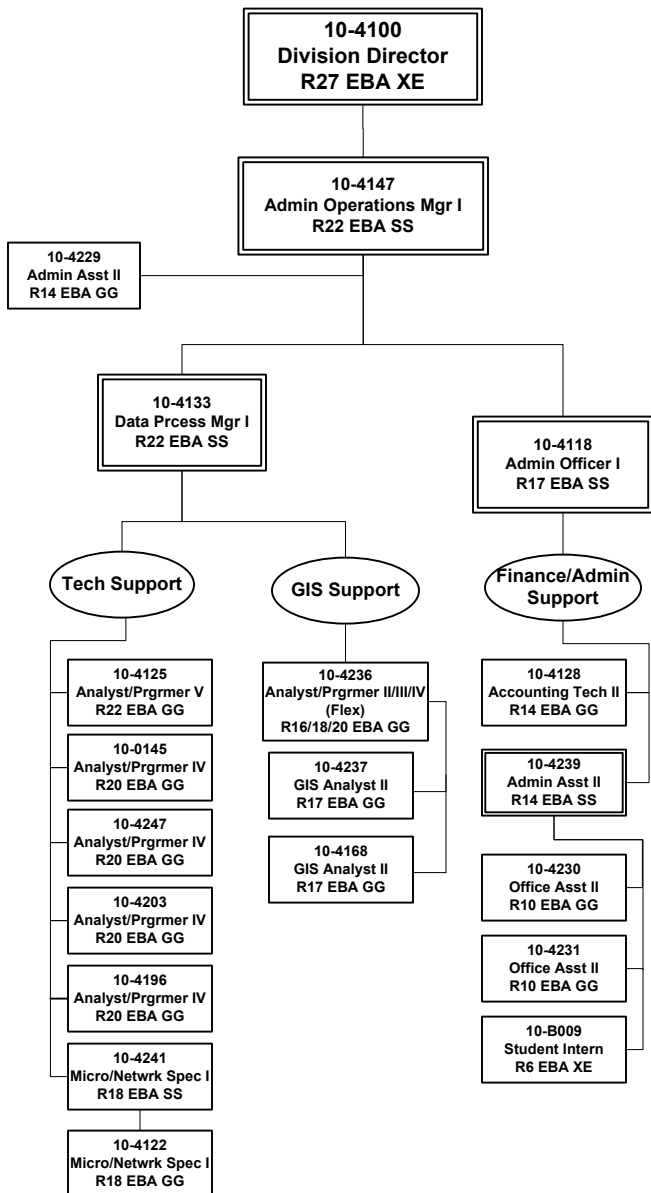 10-4100
Division Director
R27 EBA XE
10-4147
Admin Operations Mgr I
R22 EBA SS
10-4229
Admin Asst II
R14 EBA GG
10-4133
Data Prcess Mgr I
R22 EBA SS
10-4118
Admin Officer I
R17 EBA SS
Tech Support
GIS Support
Finance/Admin
Support
10-4125
Analyst/Prgrmer V
R22 EBA GG
10-0145
Analyst/Prgrmer IV
R20 EBA GG
10-4247
Analyst/Prgrmer IV
R20 EBA GG
10-4203
Analyst/Prgrmer IV
R20 EBA GG
10-4196
Analyst/Prgrmer IV
R20 EBA GG
10-4241
Micro/Netwrk Spec I
R18 EBA SS
10-4122
Micro/Netwrk Spec I
R18 EBA GG
10-4236
Analyst/Prgrmer II/III/IV
(Flex)
R16/18/20 EBA GG
10-4237
GIS Analyst II
R17 EBA GG
10-4168
GIS Analyst II
R17 EBA GG
10-4128
Accounting Tech II
R14 EBA GG
10-4239
Admin Asst II
R14 EBA SS
10-4230
Office Asst II
R10 EBA GG
10-4231
Office Asst II
R10 EBA GG
10-B009
Student Intern
R6 EBA XE